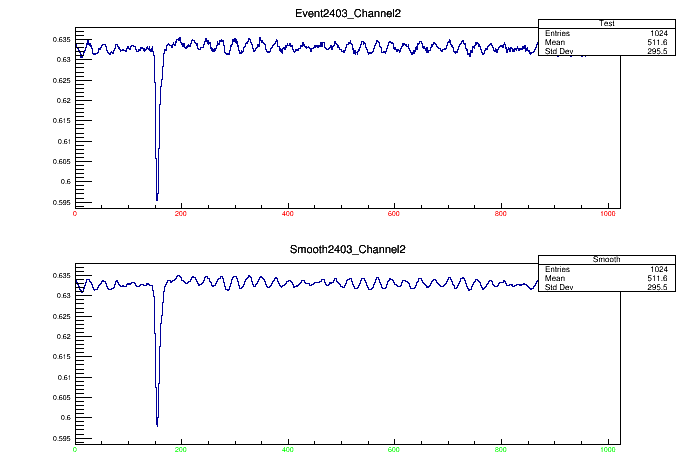 Event2403_Channel2
Test
Entries 1024
Mean 511.6
Std Dev 295.5
0.635
0.63
0.625
0.62
0.615
0.61
0.605
0.6
0.595
0 200 400 600 800 1000
Smooth2403_Channel2
Smooth
Entries 1024
Mean 511.6
Std Dev 295.5
0.635
0.63
0.625
0.62
0.615
0.61
0.605
0.6
0.595
0 200 400 600 800 1000